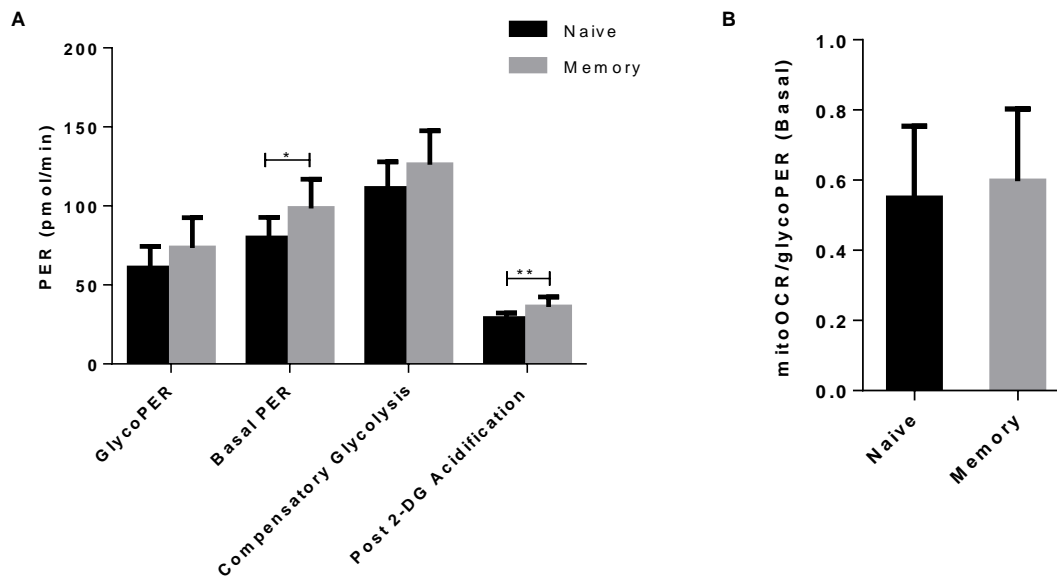 A
PER (pmol/min)
200
150
100
50
0
Naive
Memory
*
**
GlycoPER
Basal PER
Compensatory Glycolysis
Post 2-DG Acidification
B
mitoOCR/glycoPER (Basal)
1.0
0.8
0.6
0.4
0.2
0.0
Naive
Memory